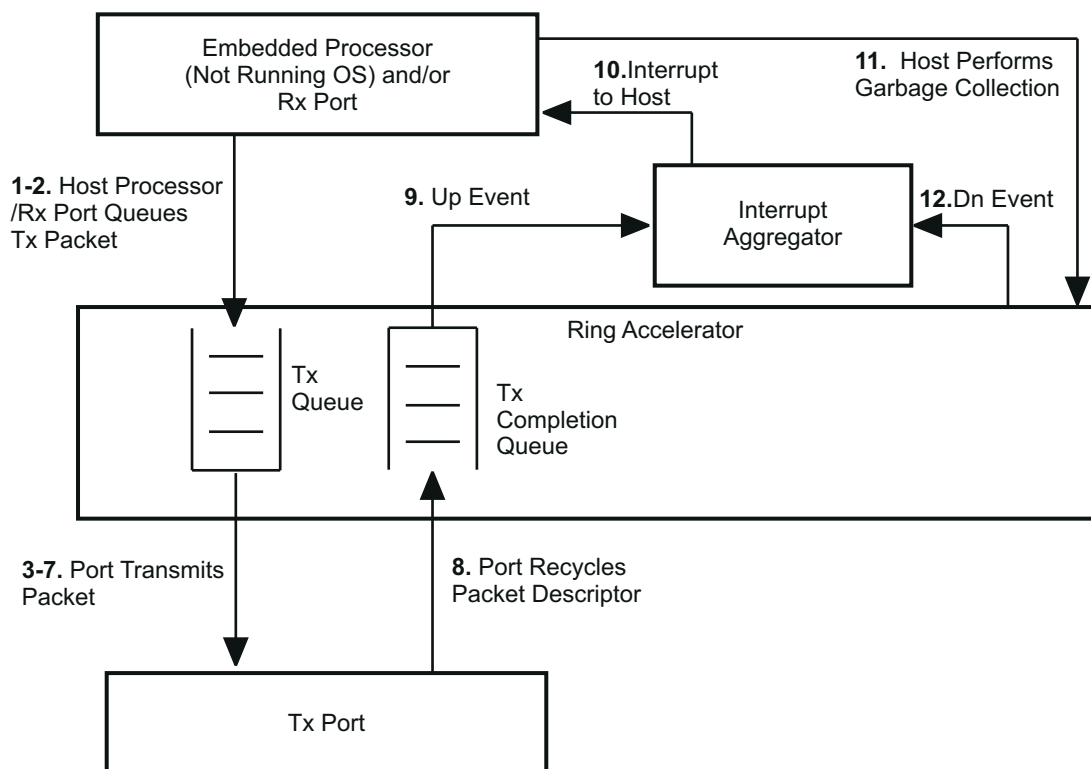 Embedded Processor
(Not Running OS) and/or
Rx Port
10.Interrupt
to Host
11. Host Performs
Garbage Collection
1-2. Host Processor
/Rx Port Queues
Tx Packet
9. Up Event
Interrupt
Aggregator
12.Dn Event
Ring Accelerator
Tx
Queue
Tx
Completion
Queue
3-7. Port Transmits
Packet
8. Port Recycles
Packet Descriptor
Tx Port